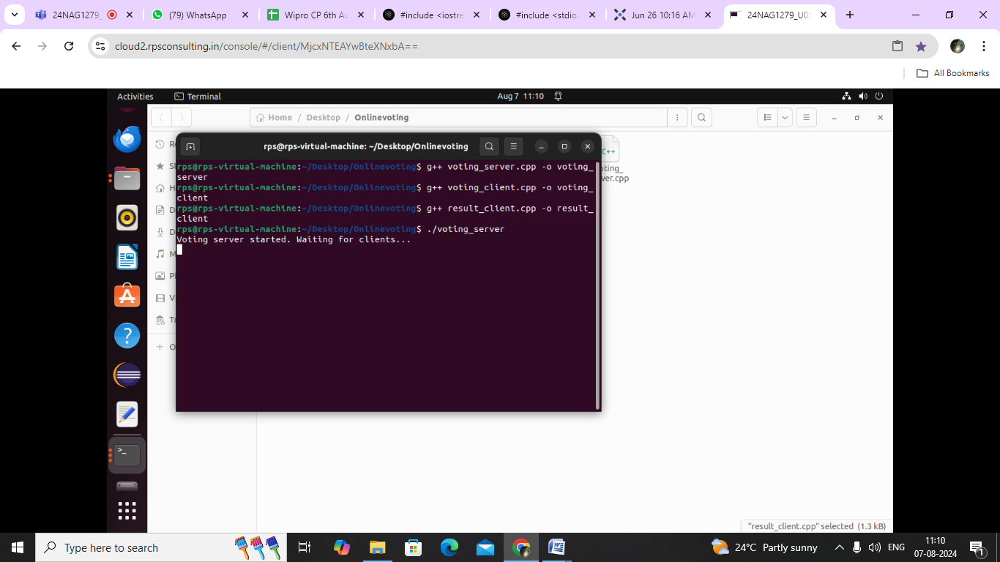 24NAG1279_
(79) WhatsApp
Wipro CP 6th Au
#include <iostre
#include <stdio.
Jun 26 10:16 AM
24NAG1279_U05
cloud2.rpsconsulting.in/console/#/client/MjcxNTEAYwBteXNxbA==
All Bookmarks
Activities
Terminal
Aug 7 11:10
Home / Desktop / Onlinevoting
rps@rps-virtual-machine: ~/Desktop/Onlinevoting
rps@rps-virtual-machine:~/Desktop/Onlinevoting$ g++ voting_server.cpp -o voting_
server
rps@rps-virtual-machine:~/Desktop/Onlinevoting$ g++ voting_client.cpp -o voting_
client
rps@rps-virtual-machine:~/Desktop/Onlinevoting$ g++ result_client.cpp -o result_
client
rps@rps-virtual-machine:~/Desktop/Onlinevoting$ ./voting_server
Voting server started. Waiting for clients...
C++
ting_
ver.cpp
"result_client.cpp" selected (1.3 kB)
Type here to search
24°C Partly sunny
ENG
11:10
07-08-2024
1